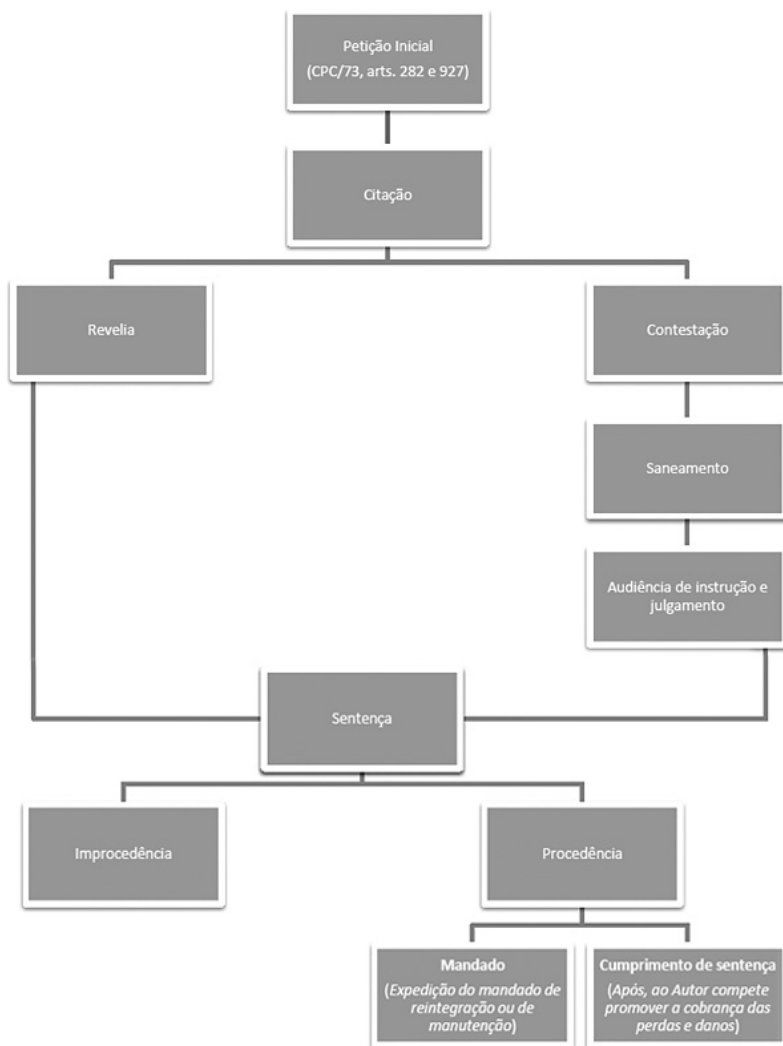 Petição Inicial
(CPC/73, arts. 282 e 927)
Citação
Revelia
Contestação
Saneamento
Audiência de instrução e
julgamento
Sentença
Improcedência
Procedência
Mandado
(Expedição do mandado de
reintegração ou de
manutenção)
Cumprimento de sentença
(Após, ao Autor compete
promover a cobrança das
perdas e danos)